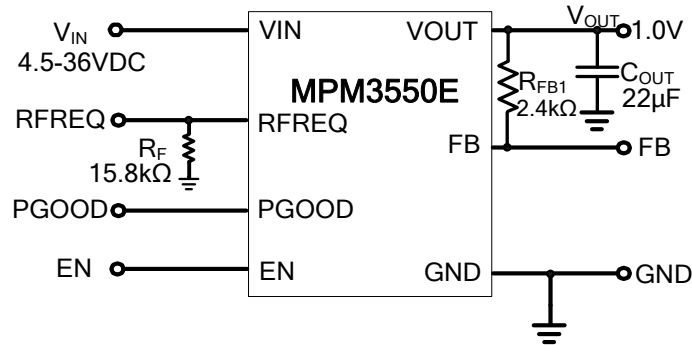 VIN
4.5-36VDC
RFREQ
RF
15.8kΩ
PGOOD
EN
VIN
RFREQ
PGOOD
EN
MPM3550E
VOUT
FB
GND
RFB1
2.4kΩ
VOUT
1.0V
COUT
22μF
FB
GND